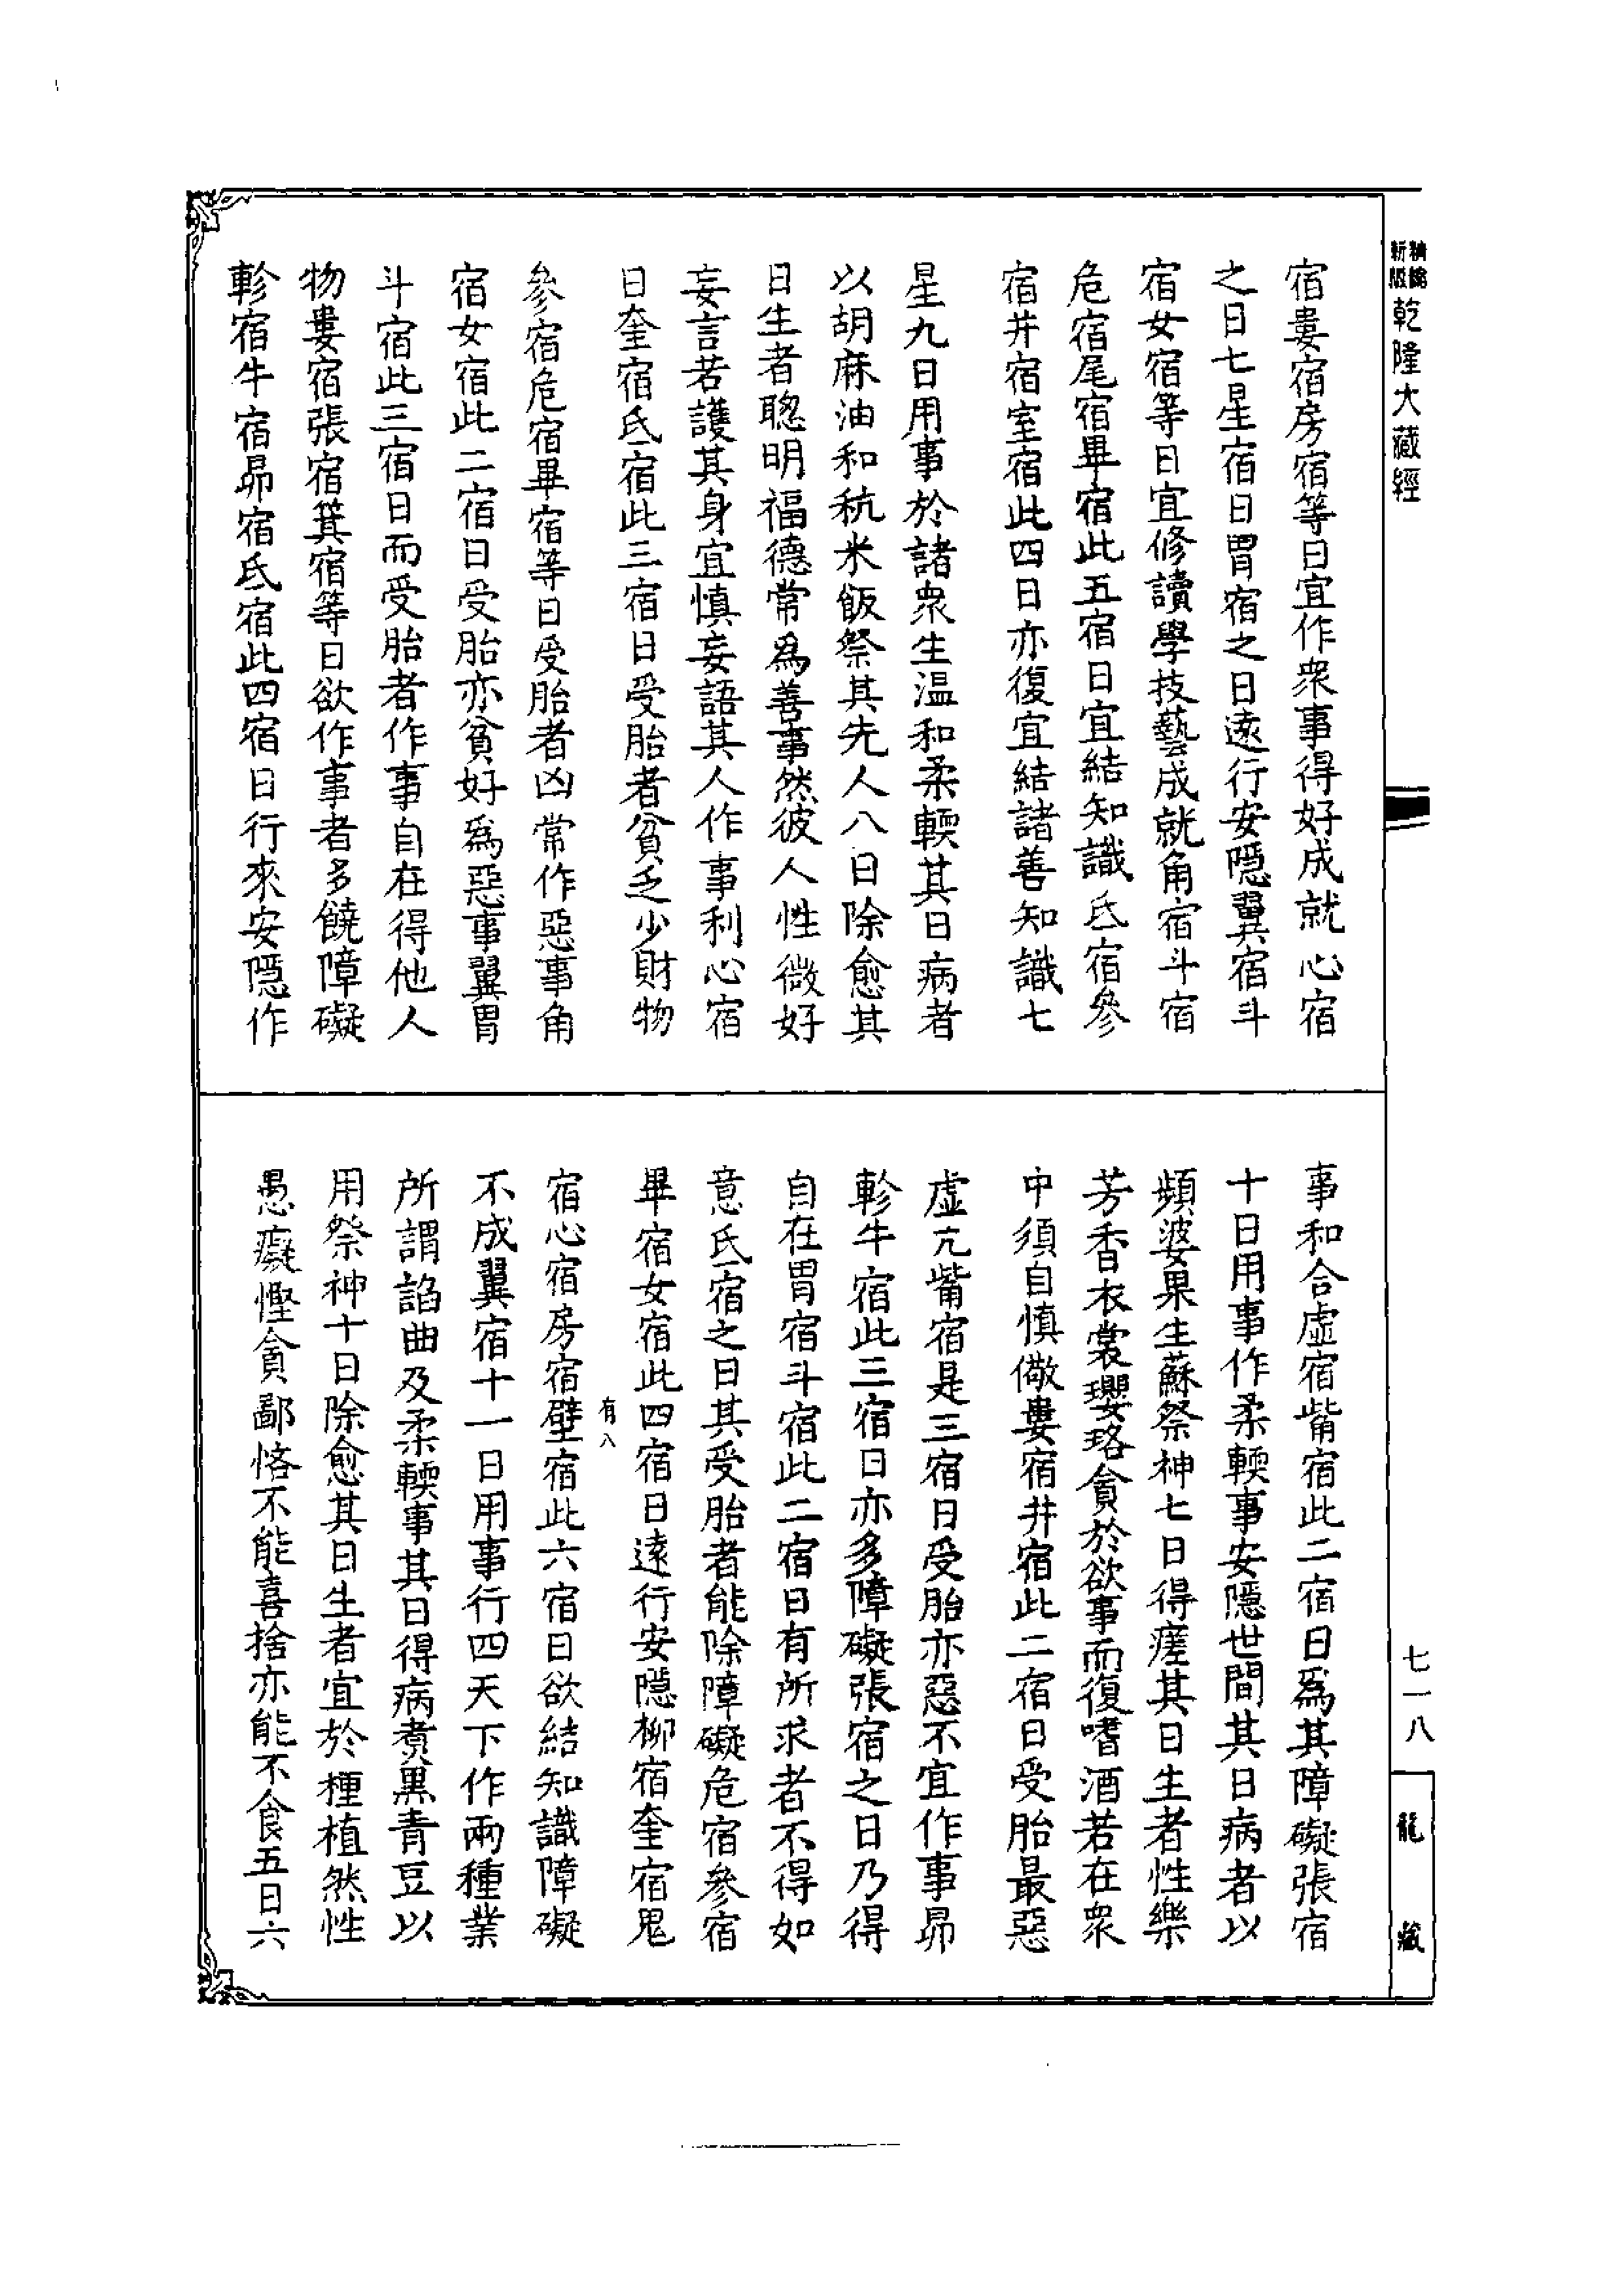 精編
新版
乾隆大藏經
宿婁宿房宿等日宜作衆事得好成就心宿
之日七星宿日胃宿之日遠行安隱翼宿斗
宿女宿等日宜修讀學技藝成就角宿斗宿
危宿尾宿畢宿此五宿日宜結知識氐宿參
宿井宿室宿此四日亦復宜結諸善知識七
星九日用事於諸衆生温和柔輭其日病者
以胡麻油和秔米飯祭其先人八日除愈其
日生者聰明福德常爲善事然彼人性微好
妄言若護其身宜慎妄語其人作事利心宿
日奎宿氐宿此三宿日受胎者貧乏少財物
參宿危宿畢宿等日受胎者凶常作惡事角
宿女宿此二宿日受胎亦貧好爲惡事翼胃
斗宿此三宿日而受胎者作事自在得他人
物婁宿張宿箕宿等日欲作事者多饒障礙
軫宿牛宿昴宿氐宿此四宿日行來安隱作
事和合虛宿觜宿此二宿日爲其障礙張宿
十日用事作柔輭事安隱世間其日病者以
頻婆果生蘇祭神七日得瘥其日生者性樂
芳香衣裳瓔珞貪於欲事而復嗜酒若在衆
中須自慎儆婁宿井宿此二宿日受胎最惡
虛亢觜宿是三宿日受胎亦惡不宜作事昴
軫牛宿此三宿日亦多障礙張宿之日乃得
自在胃宿斗宿此二宿日有所求者不得如
意氐宿之日其受胎者能除障礙危宿參宿
畢宿女宿此四宿日遠行安隱柳宿奎宿鬼
有八
宿心宿房宿壁宿此六宿日欲結知識障礙
不成翼宿十一日用事行四天下作兩種業
所謂諂曲及柔輭事其日得病煑黑青豆以
用祭神十日除愈其日生者宜於種植然性
愚癡慳貪鄙悋不能喜捨亦能不食五日六
七一八
龍藏